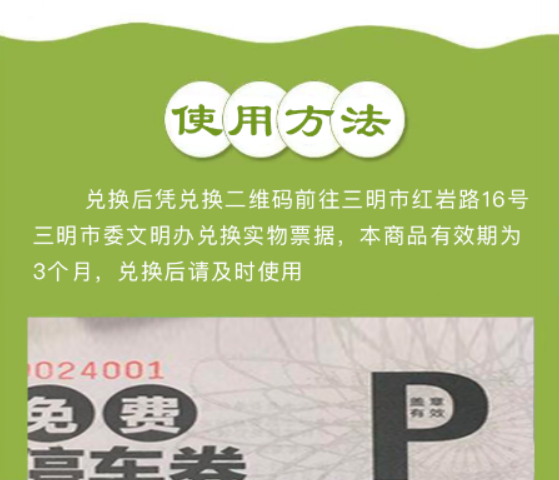 使用方法
兑换后凭兑换二维码前往三明市红岩路16号
三明市委文明办兑换实物票据，本商品有效期为
3个月，兑换后请及时使用
0024001
免费
P
盖章
有效
停车券